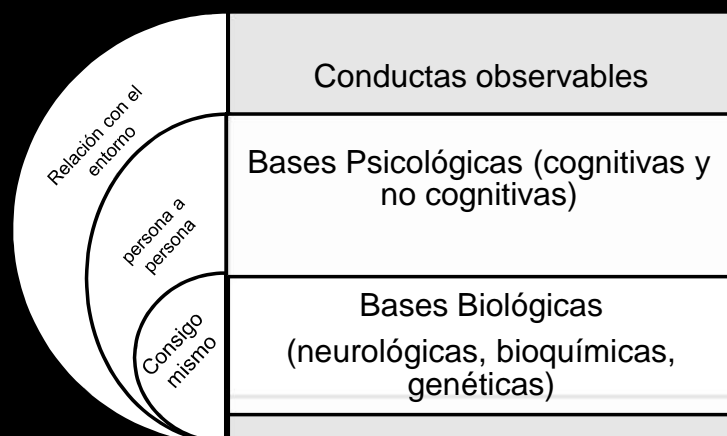 Relación con el
entorno
Conductas observables
persona a
persona
Bases Psicológicas (cognitivas y
no cognitivas)
Consigo
mismo
Bases Biológicas
(neurológicas, bioquímicas,
genéticas)